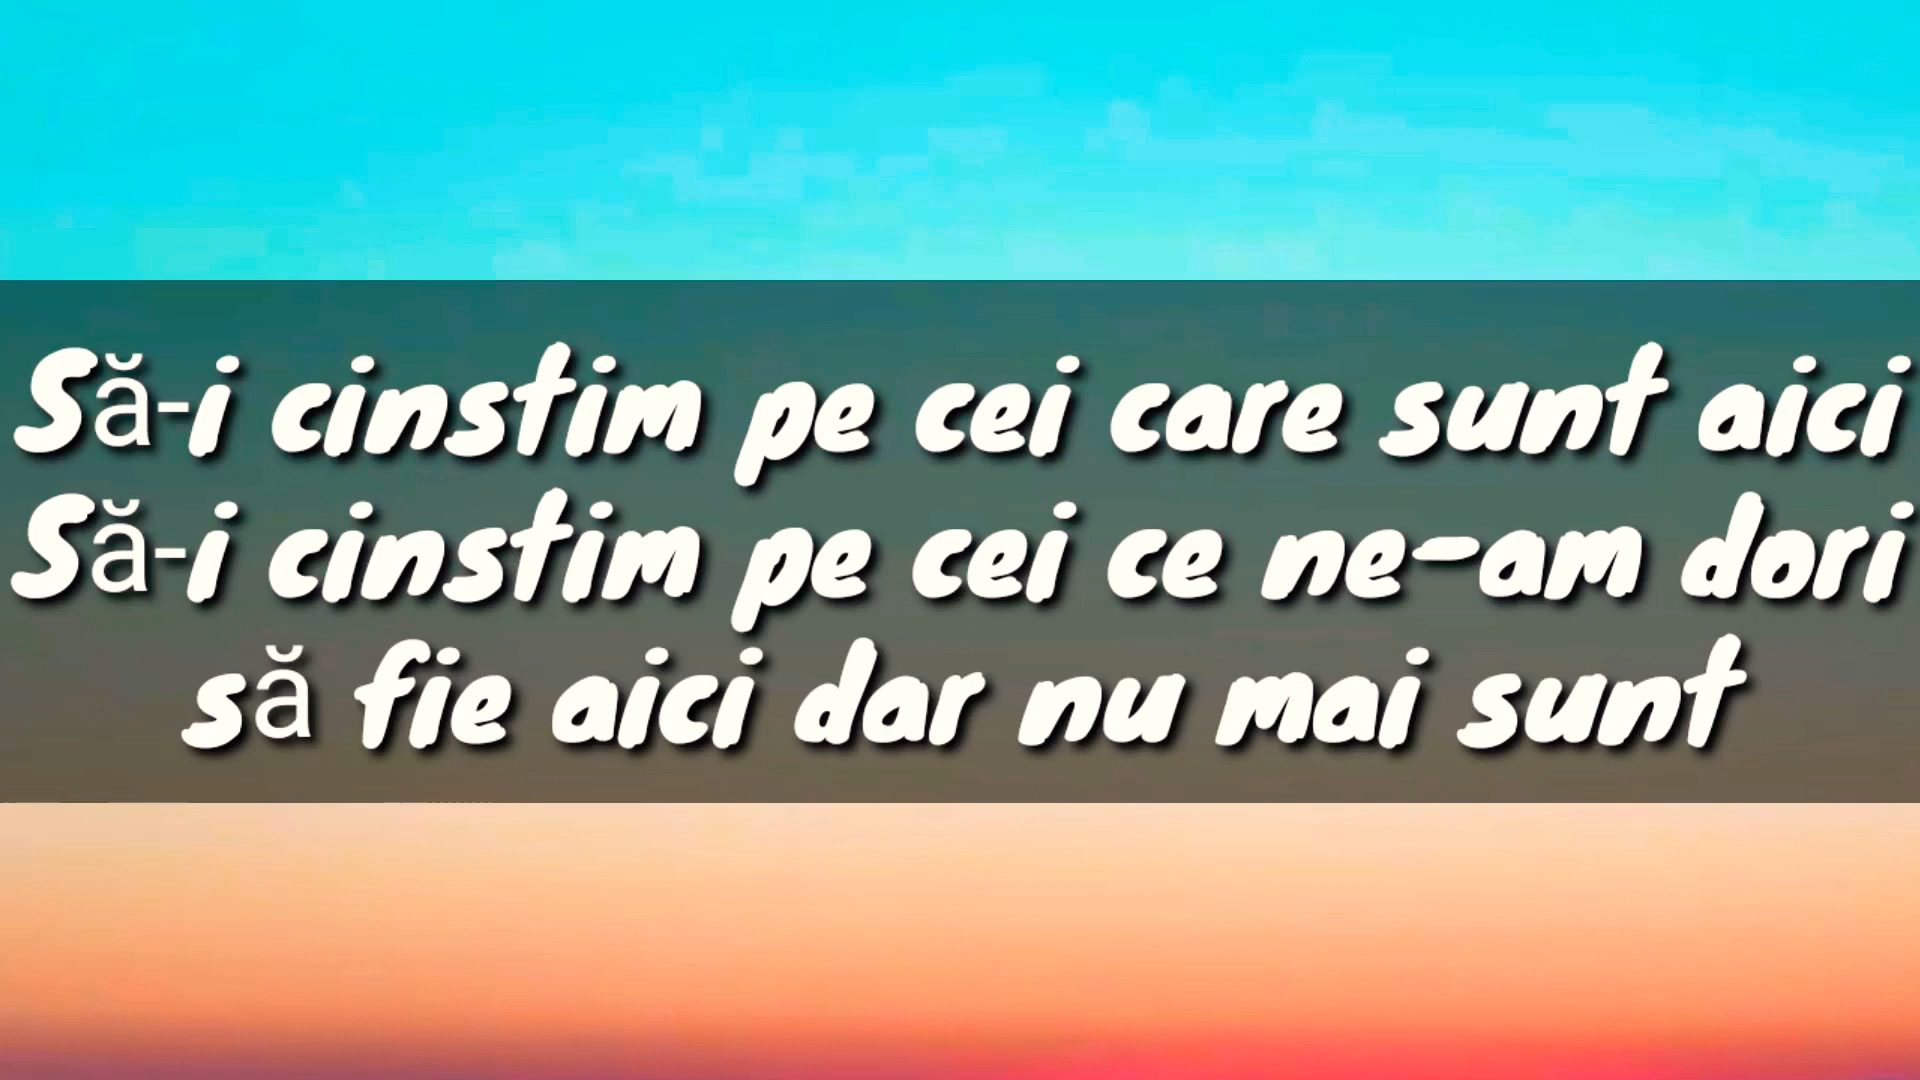 Să-i cinstim pe cei care sunt aici
Să-i cinstim pe cei ce ne-am dori
să fie aici dar nu mai sunt